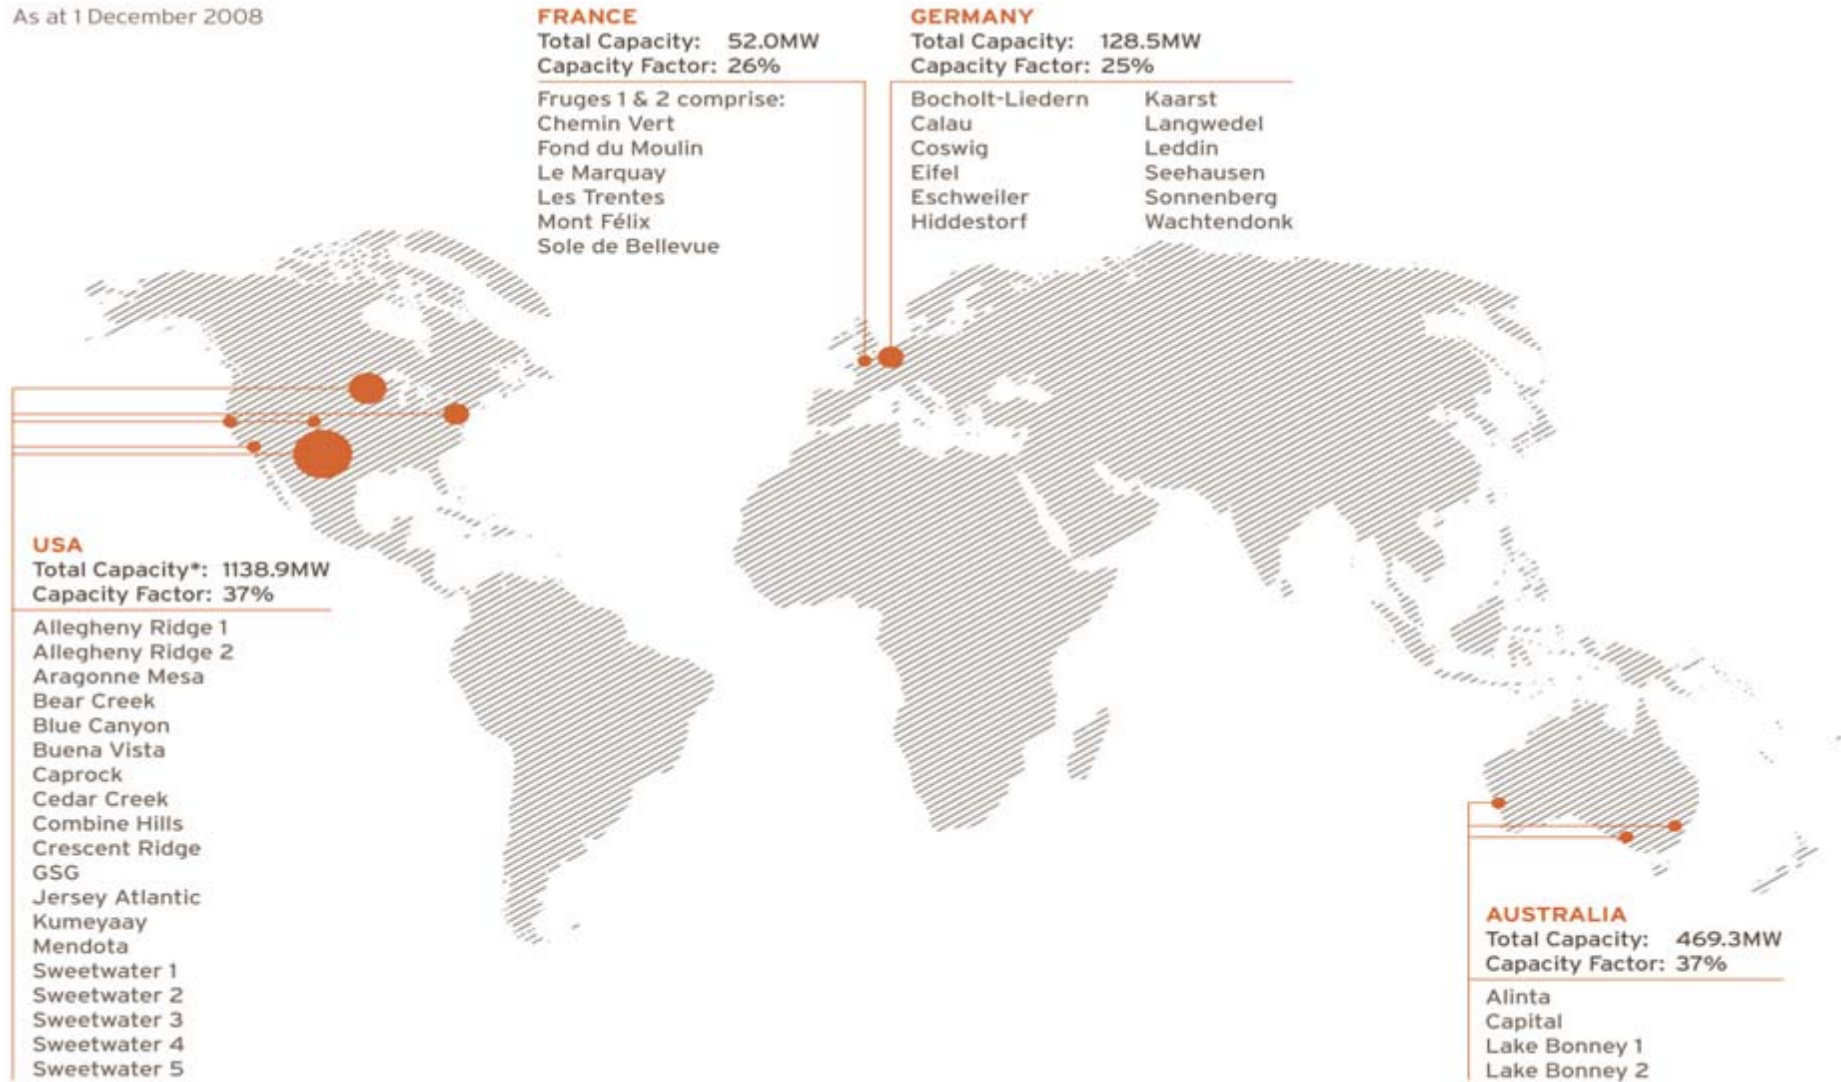 As at 1 December 2008
FRANCE
Total Capacity: 52.0MW
Capacity Factor: 26%
Fruges 1 & 2 comprise:
Chemin Vert
Fond du Moulin
Le Marquay
Les Trentes
Mont Félix
Sole de Bellevue
GERMANY
Total Capacity: 128.5MW
Capacity Factor: 25%
Bocholt-Liedern
Calau
Coswig
Eifel
Eschweiler
Hiddestorf
Kaarst
Langwedel
Leddin
Seehausen
Sonnenberg
Wachtendonk
USA
Total Capacity*: 1138.9MW
Capacity Factor: 37%
Allegheny Ridge 1
Allegheny Ridge 2
Aragonne Mesa
Bear Creek
Blue Canyon
Buena Vista
Caprock
Cedar Creek
Combine Hills
Crescent Ridge
GSG
Jersey Atlantic
Kumeyaay
Mendota
Sweetwater 1
Sweetwater 2
Sweetwater 3
Sweetwater 4
Sweetwater 5
AUSTRALIA
Total Capacity: 469.3MW
Capacity Factor: 37%
Alinta
Capital
Lake Bonney 1
Lake Bonney 2